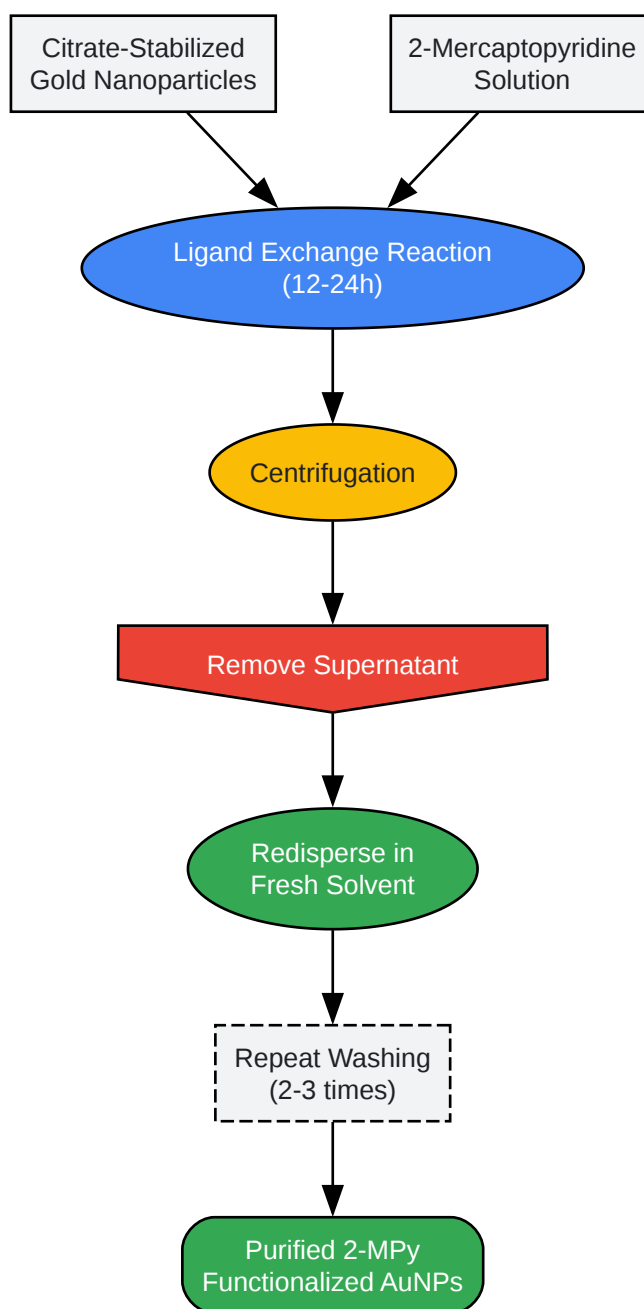 Citrate-Stabilized
Gold Nanoparticles
2-Mercaptopyridine
Solution
Ligand Exchange Reaction
(12-24h)
Centrifugation
Remove Supernatant
Redisperse in
Fresh Solvent
Repeat Washing
(2-3 times)
Purified 2-MPy
Functionalized AuNPs